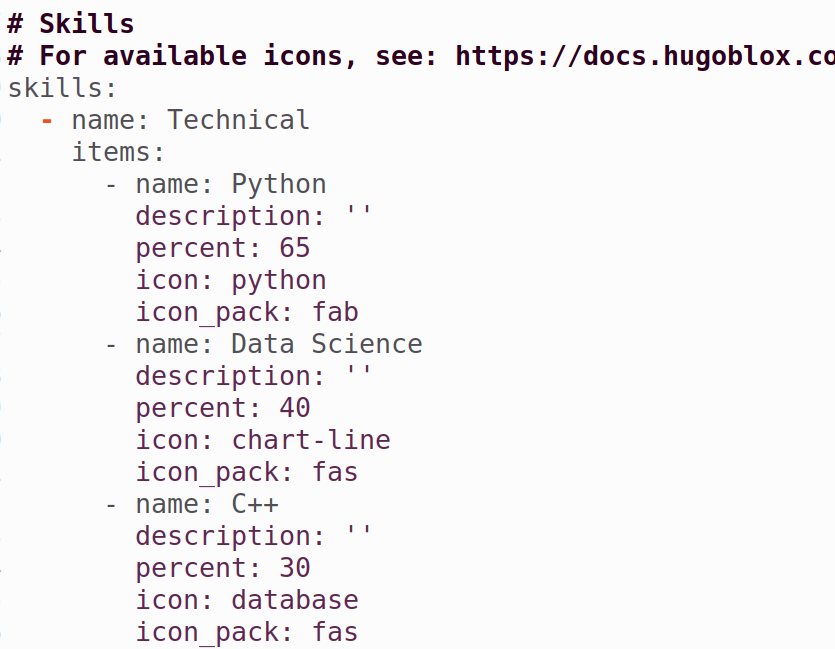 # Skills
# For available icons, see: https://docs.hugoblox.co
skills:
  - name: Technical
    items:
      - name: Python
        description: ''
        percent: 65
        icon: python
        icon_pack: fab
      - name: Data Science
        description: ''
        percent: 40
        icon: chart-line
        icon_pack: fas
      - name: C++
        description: ''
        percent: 30
        icon: database
        icon_pack: fas